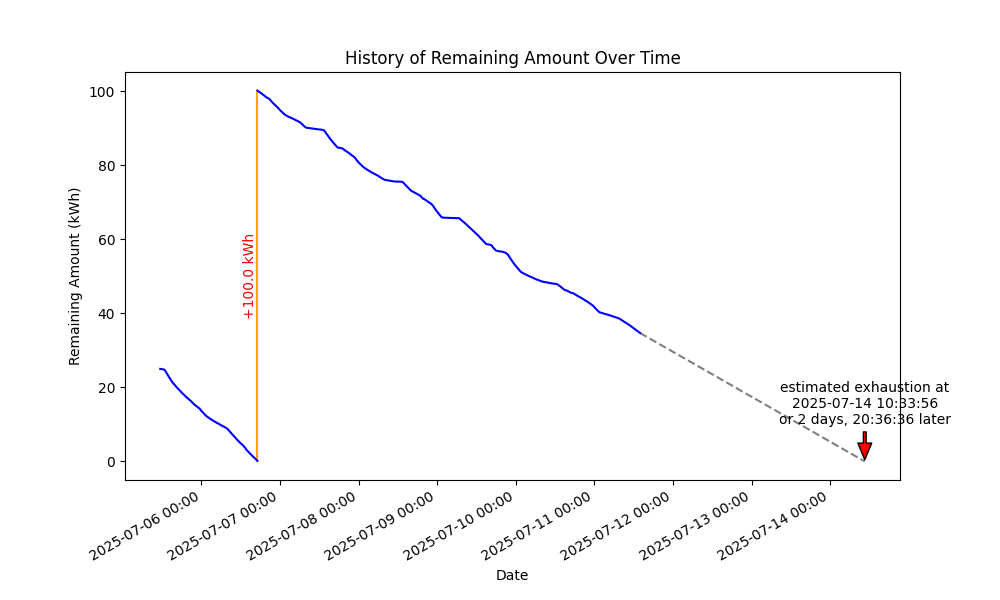 History of Remaining Amount Over Time
Remaining Amount (kWh)
100
80
60
40
20
0
+100.0 kWh
estimated exhaustion at
2025-07-14 10:33:56
or 2 days, 20:36:36 later
2025-07-06 00:00
2025-07-07 00:00
2025-07-08 00:00
2025-07-09 00:00
2025-07-10 00:00
2025-07-11 00:00
2025-07-12 00:00
2025-07-13 00:00
2025-07-14 00:00
Date